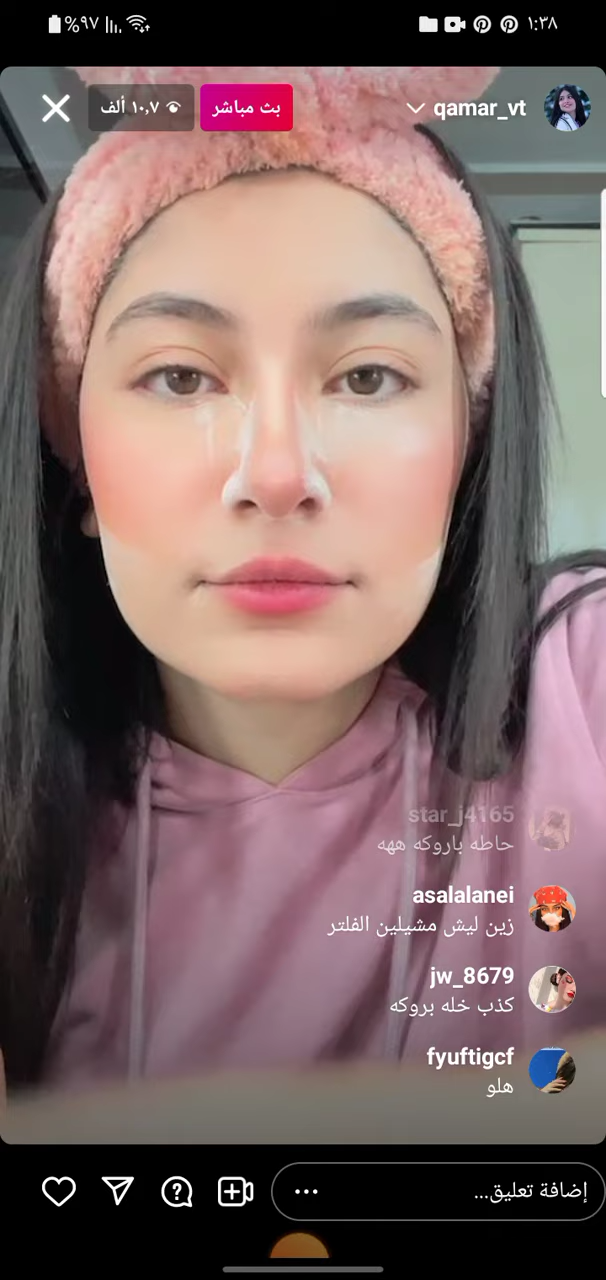 ١:٣٨
%٩٧
qamar_vt
بث مباشر
١٠,٧ ألف
star_j4165
حاطه باروكه ههه
asalalanei
زين ليش مشيلين الفلتر
jw_8679
كذب خله بروكه
fyuftigcf
هلو
إضافة تعليق...